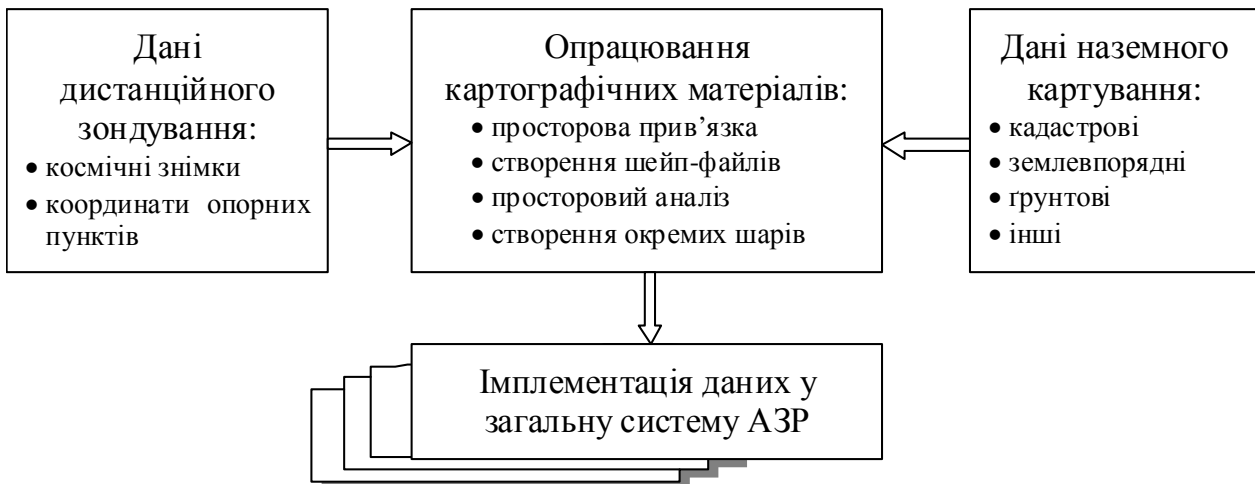 Дані
дистанційного
зондування:
• космічні знімки
• координати опорних
пунктів
Опрацювання
картографічних матеріалів:
• просторова прив’язка
• створення шейп-файлів
• просторовий аналіз
• створення окремих шарів
Дані наземного
картування:
• кадастрові
• землевпорядні
• ґрунтові
• інші
Імплементація даних у
загальну систему АЗР